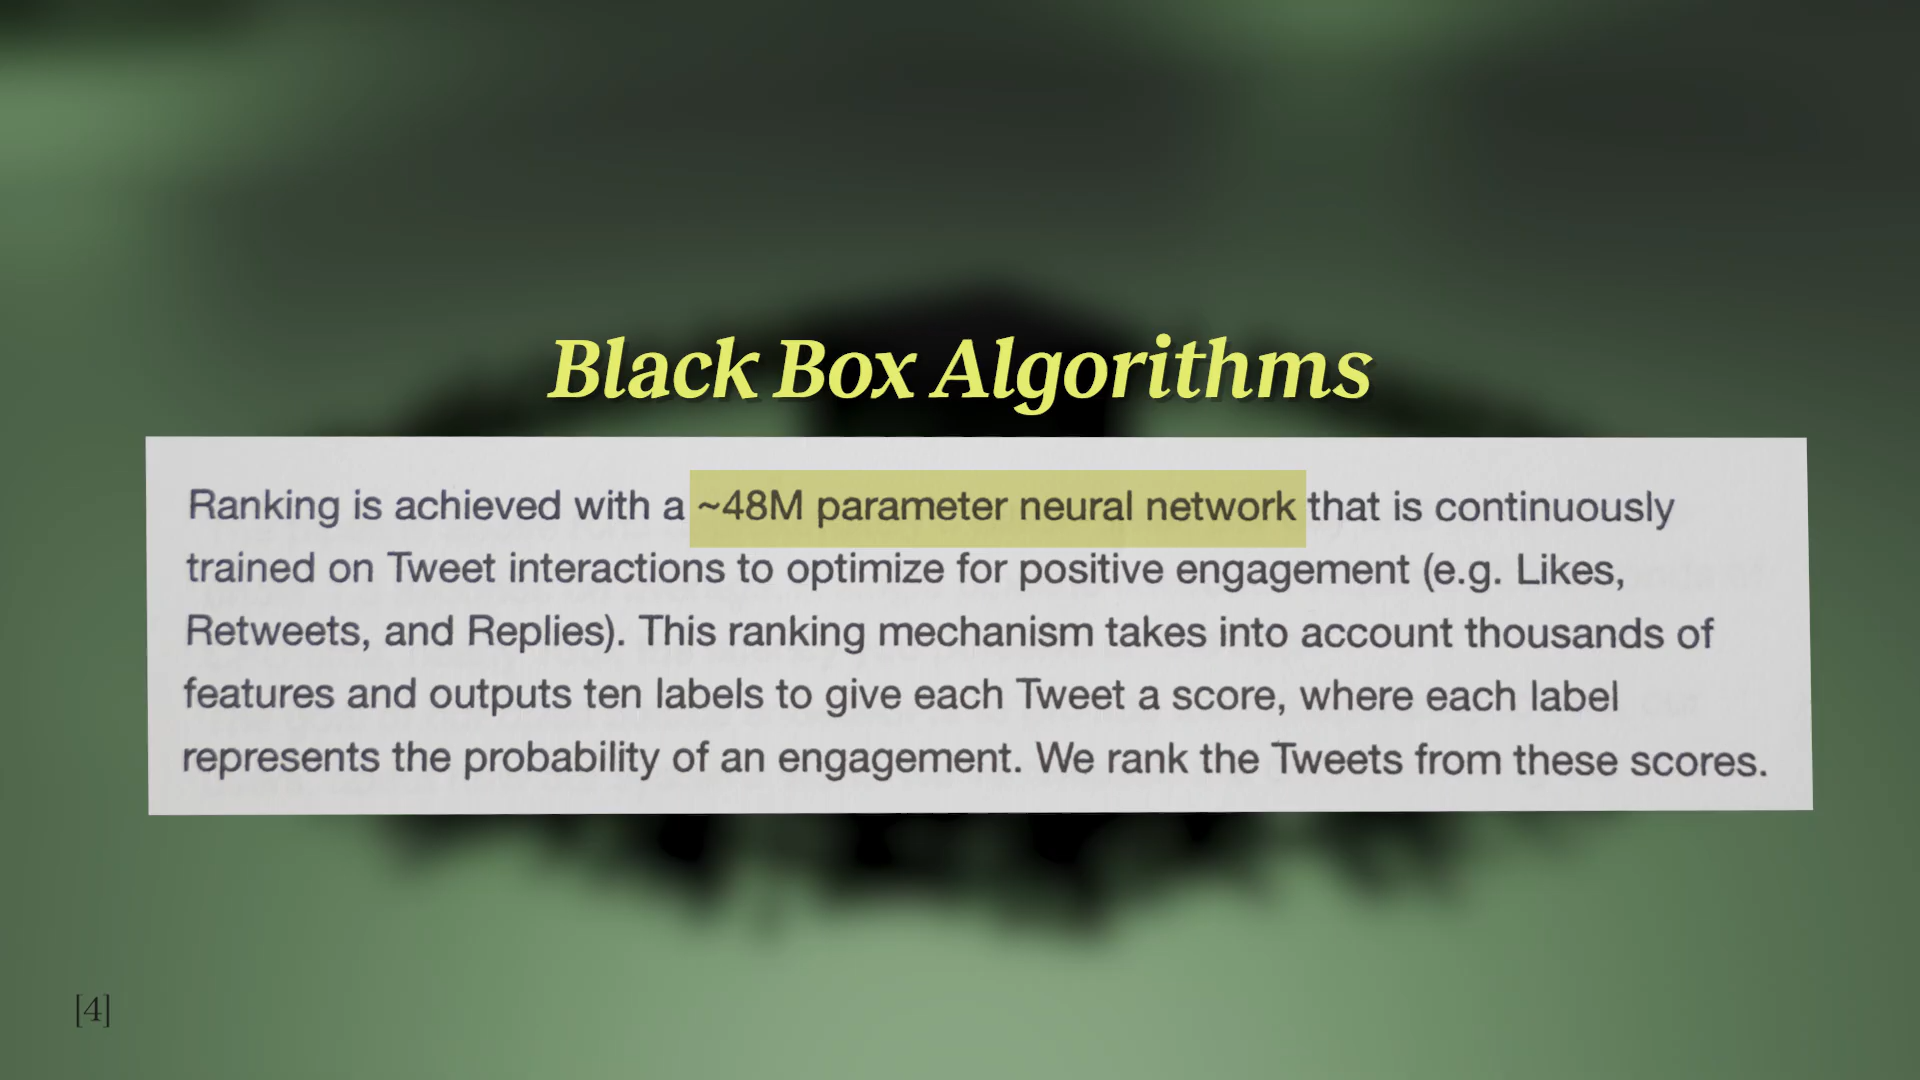 Black Box Algorithms
Ranking is achieved with a ~48M parameter neural network that is continuously
trained on Tweet interactions to optimize for positive engagement (e.g. Likes,
Retweets, and Replies). This ranking mechanism takes into account thousands of
features and outputs ten labels to give each Tweet a score, where each label
represents the probability of an engagement. We rank the Tweets from these scores.
[4]